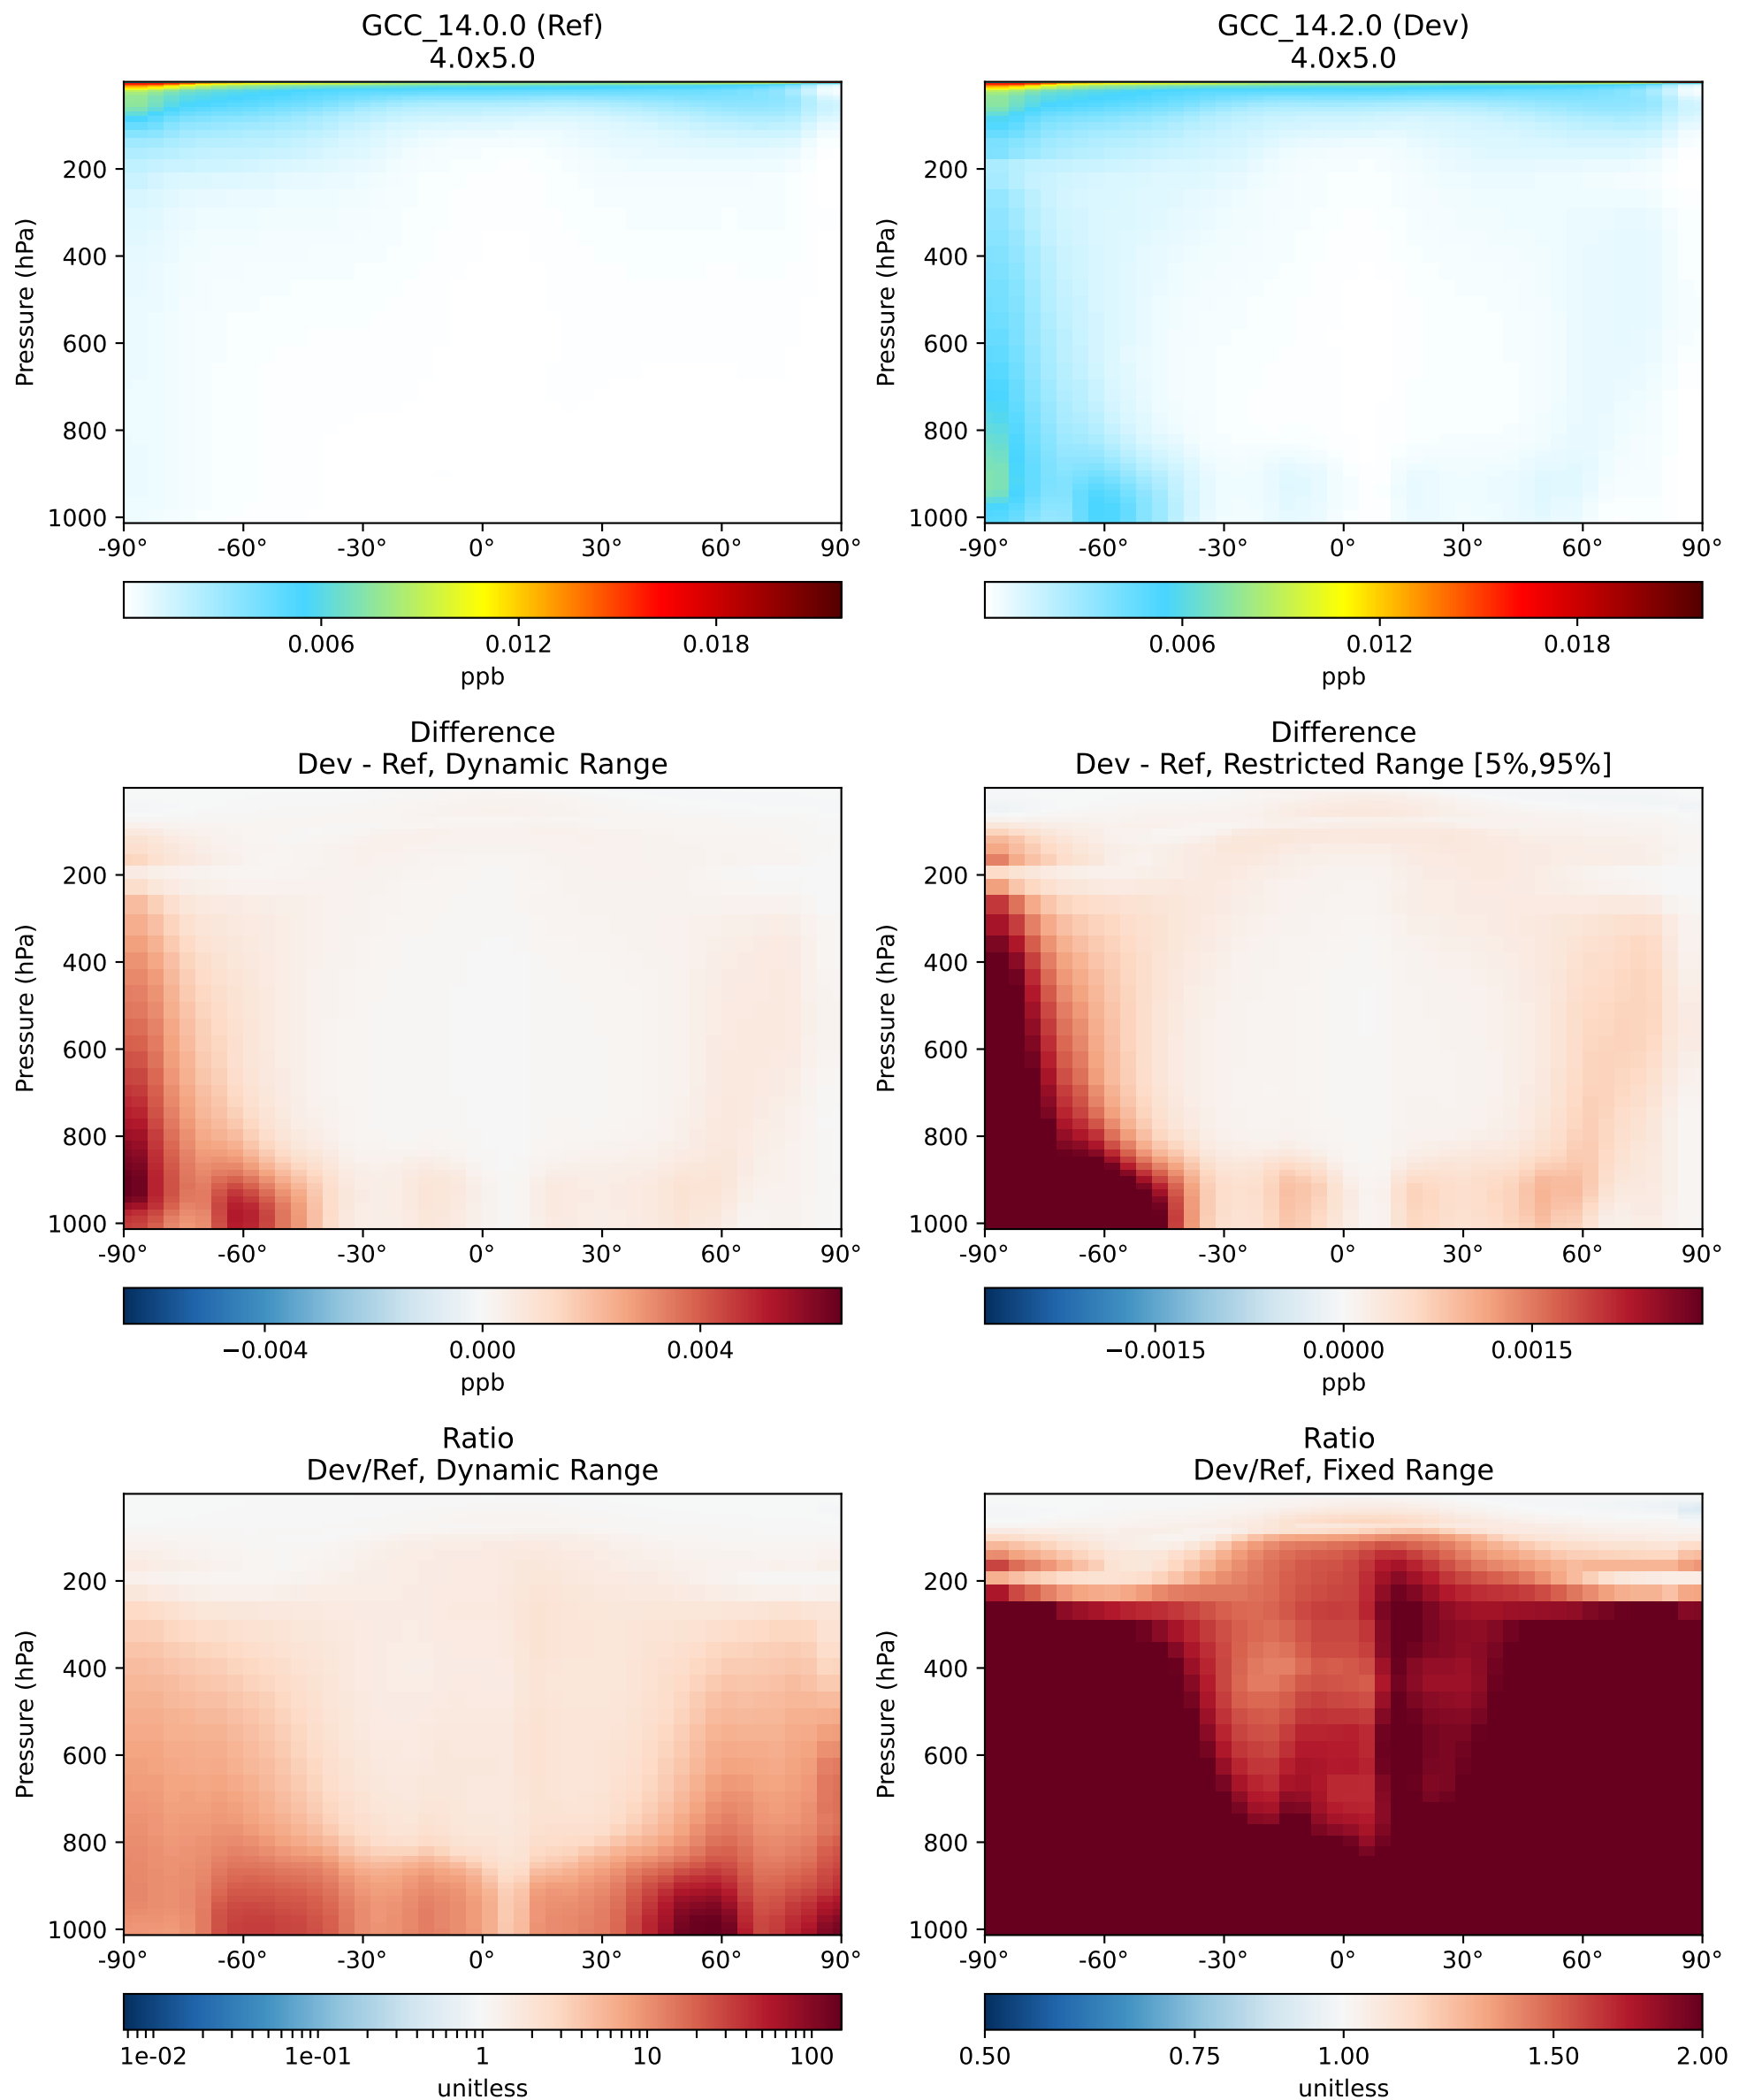 GCC_14.0.0 (Ref)
4.0x5.0
Pressure (hPa)
200
400
600
800
1000
-90° -60° -30° 0° 30° 60° 90°
0.006 0.012 0.018
ppb
GCC_14.2.0 (Dev)
4.0x5.0
Pressure (hPa)
200
400
600
800
1000
-90° -60° -30° 0° 30° 60° 90°
0.006 0.012 0.018
ppb
Difference
Dev - Ref, Dynamic Range
Pressure (hPa)
200
400
600
800
1000
-90° -60° -30° 0° 30° 60° 90°
−0.004 0.000 0.004
ppb
Difference
Dev - Ref, Restricted Range [5%,95%]
Pressure (hPa)
200
400
600
800
1000
-90° -60° -30° 0° 30° 60° 90°
−0.0015 0.0000 0.0015
ppb
Ratio
Dev/Ref, Dynamic Range
Pressure (hPa)
200
400
600
800
1000
-90° -60° -30° 0° 30° 60° 90°
1e-02 1e-01 1 10 100
unitless
Ratio
Dev/Ref, Fixed Range
Pressure (hPa)
200
400
600
800
1000
-90° -60° -30° 0° 30° 60° 90°
0.50 0.75 1.00 1.50 2.00
unitless